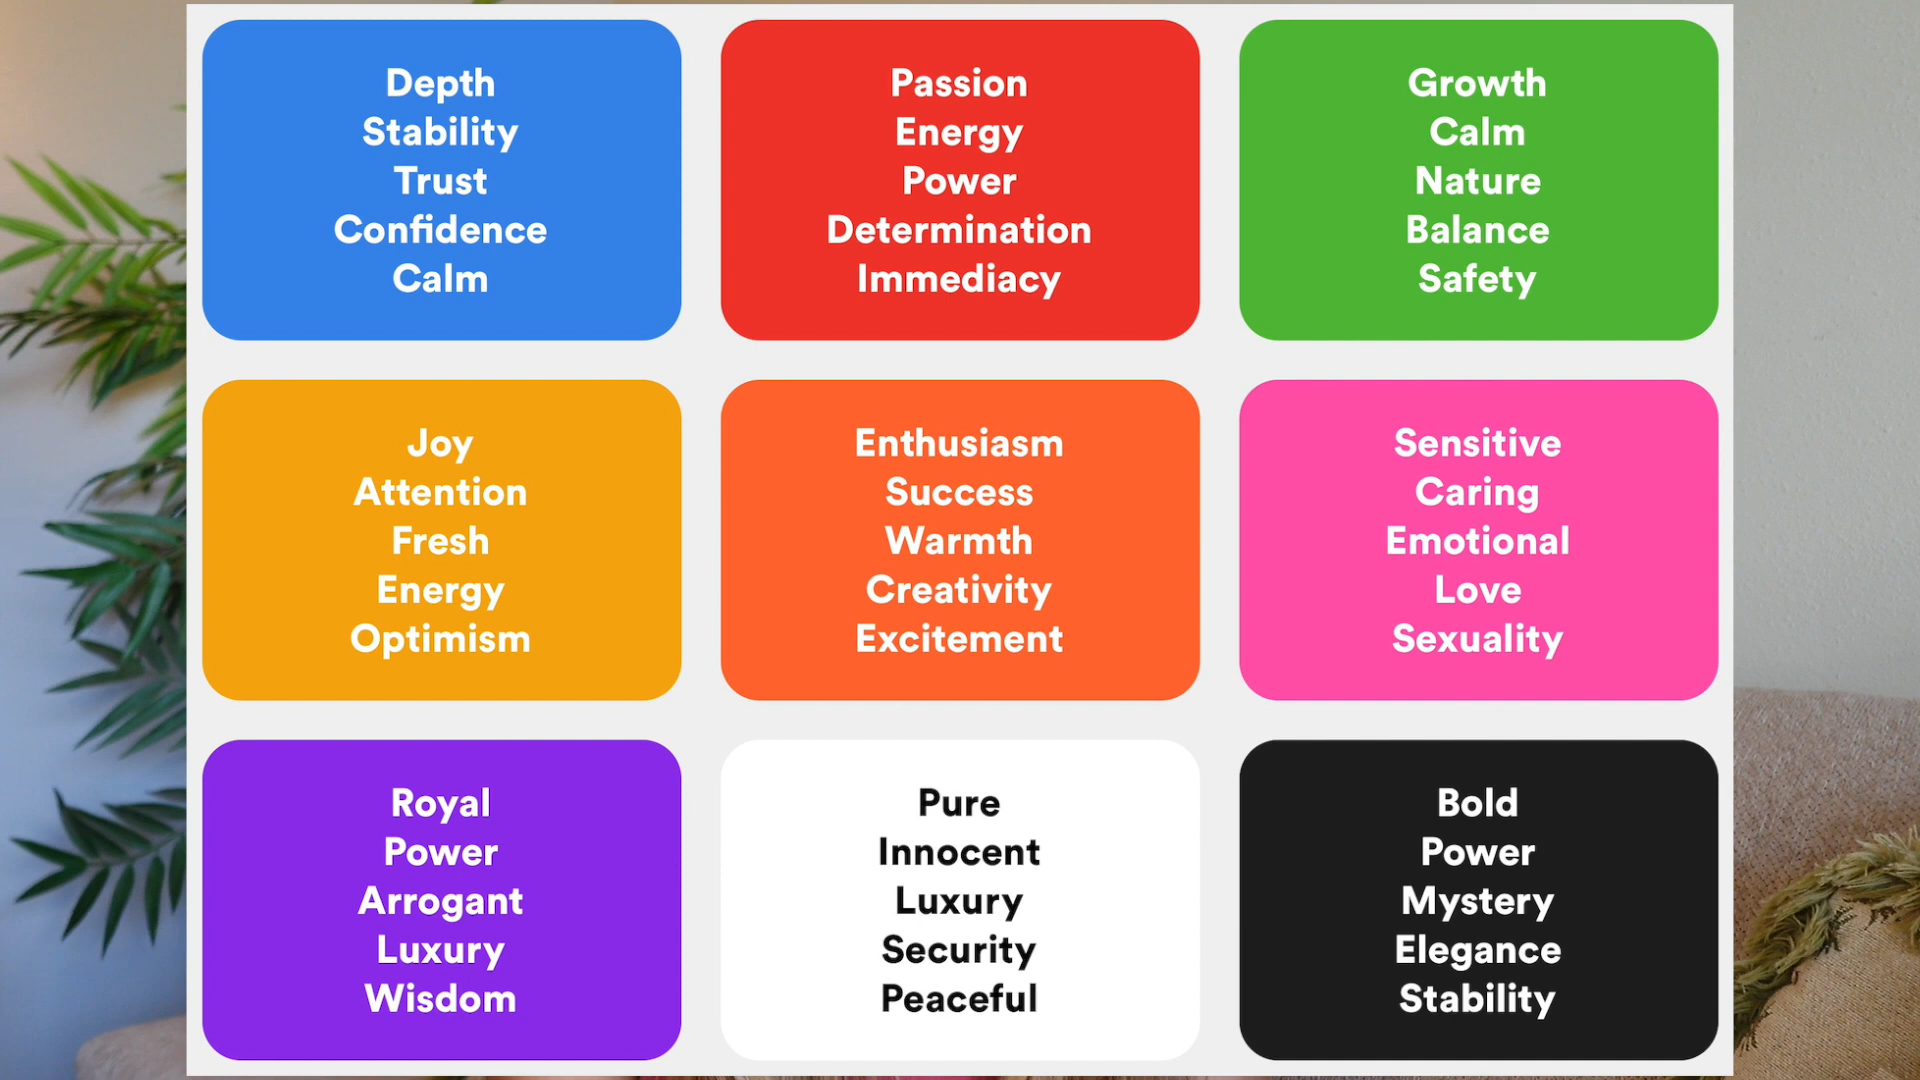 Depth
Stability
Trust
Confidence
Calm
Passion
Energy
Power
Determination
Immediacy
Growth
Calm
Nature
Balance
Safety
Joy
Attention
Fresh
Energy
Optimism
Enthusiasm
Success
Warmth
Creativity
Excitement
Sensitive
Caring
Emotional
Love
Sexuality
Royal
Power
Arrogant
Luxury
Wisdom
Pure
Innocent
Luxury
Security
Peaceful
Bold
Power
Mystery
Elegance
Stability